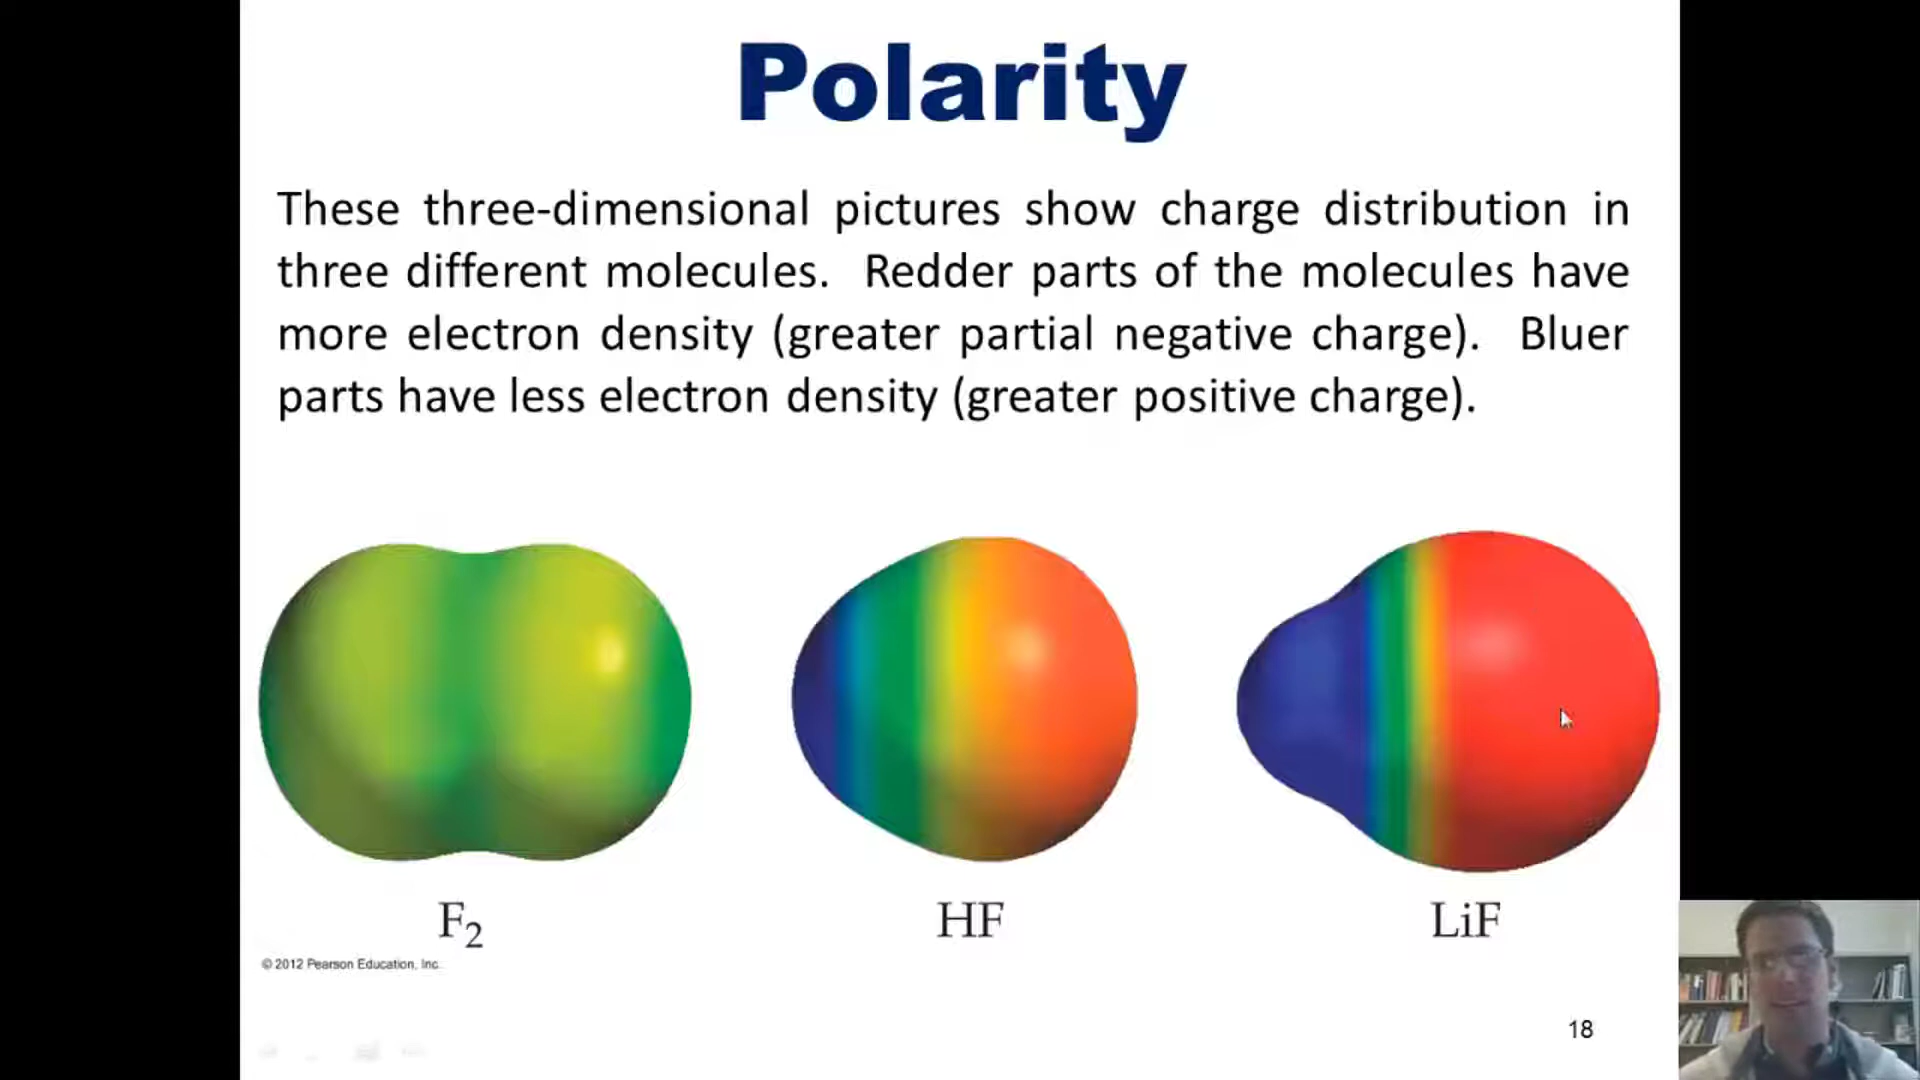 Polarity
These three-dimensional pictures show charge distribution in
three different molecules. Redder parts of the molecules have
more electron density (greater partial negative charge). Bluer
parts have less electron density (greater positive charge).
F₂
HF
LiF
© 2012 Pearson Education, Inc.
18